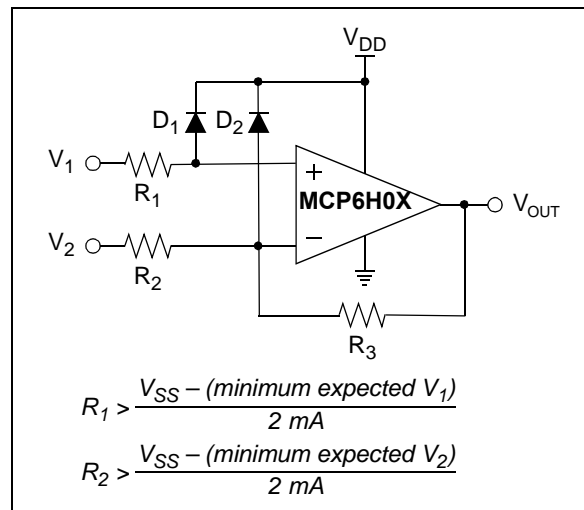 V_DD
D_1 D_2
V_1
R_1
+
MCP6H0X
V_OUT
V_2
R_2
−
R_3
R_1 > V_SS – (minimum expected V_1)
2 mA
R_2 > V_SS – (minimum expected V_2)
2 mA